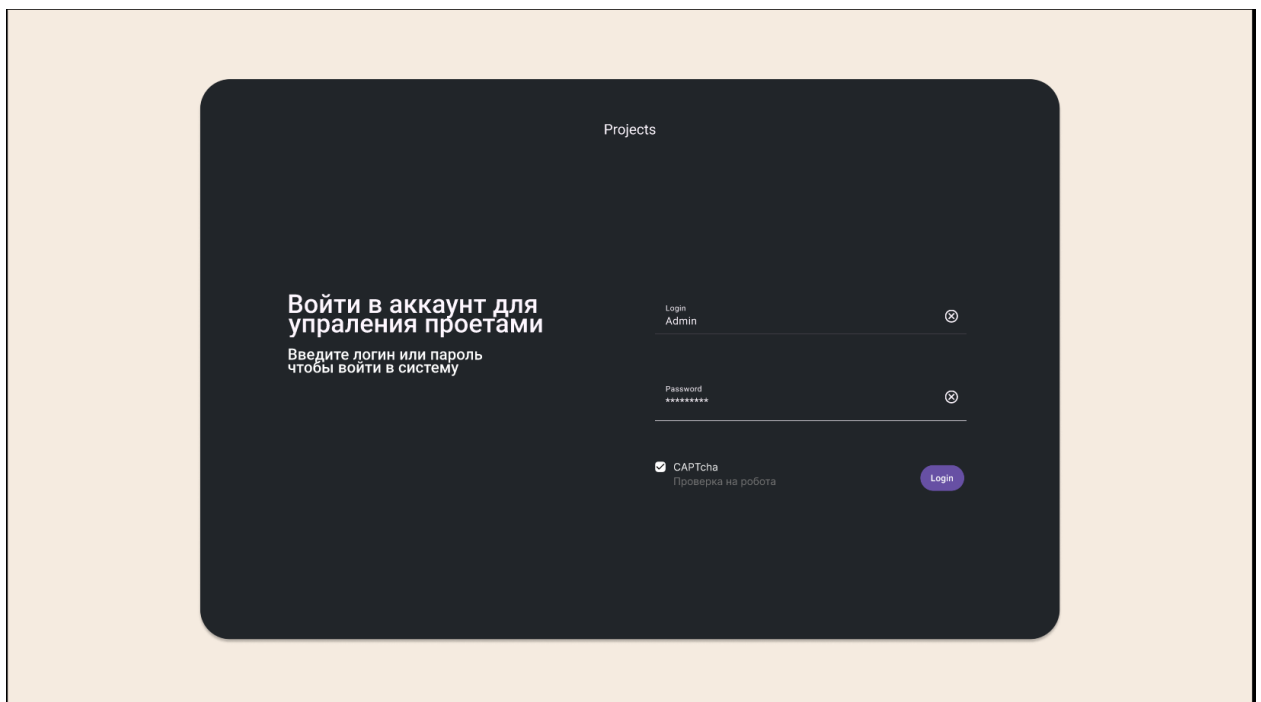 Projects
Войти в аккаунт для
упраления проетами
Введите логин или пароль
чтобы войти в систему
Login
Admin
Password
*********
CAPTcha
Проверка на робота
Login